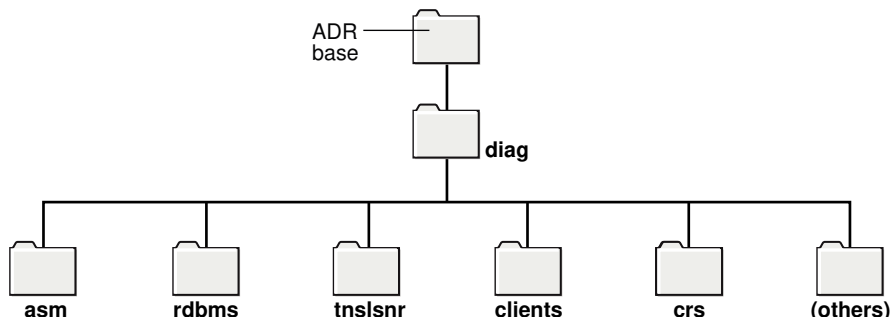 ADR
base
diag
asm
rdbms
tnslsnr
clients
crs
(others)